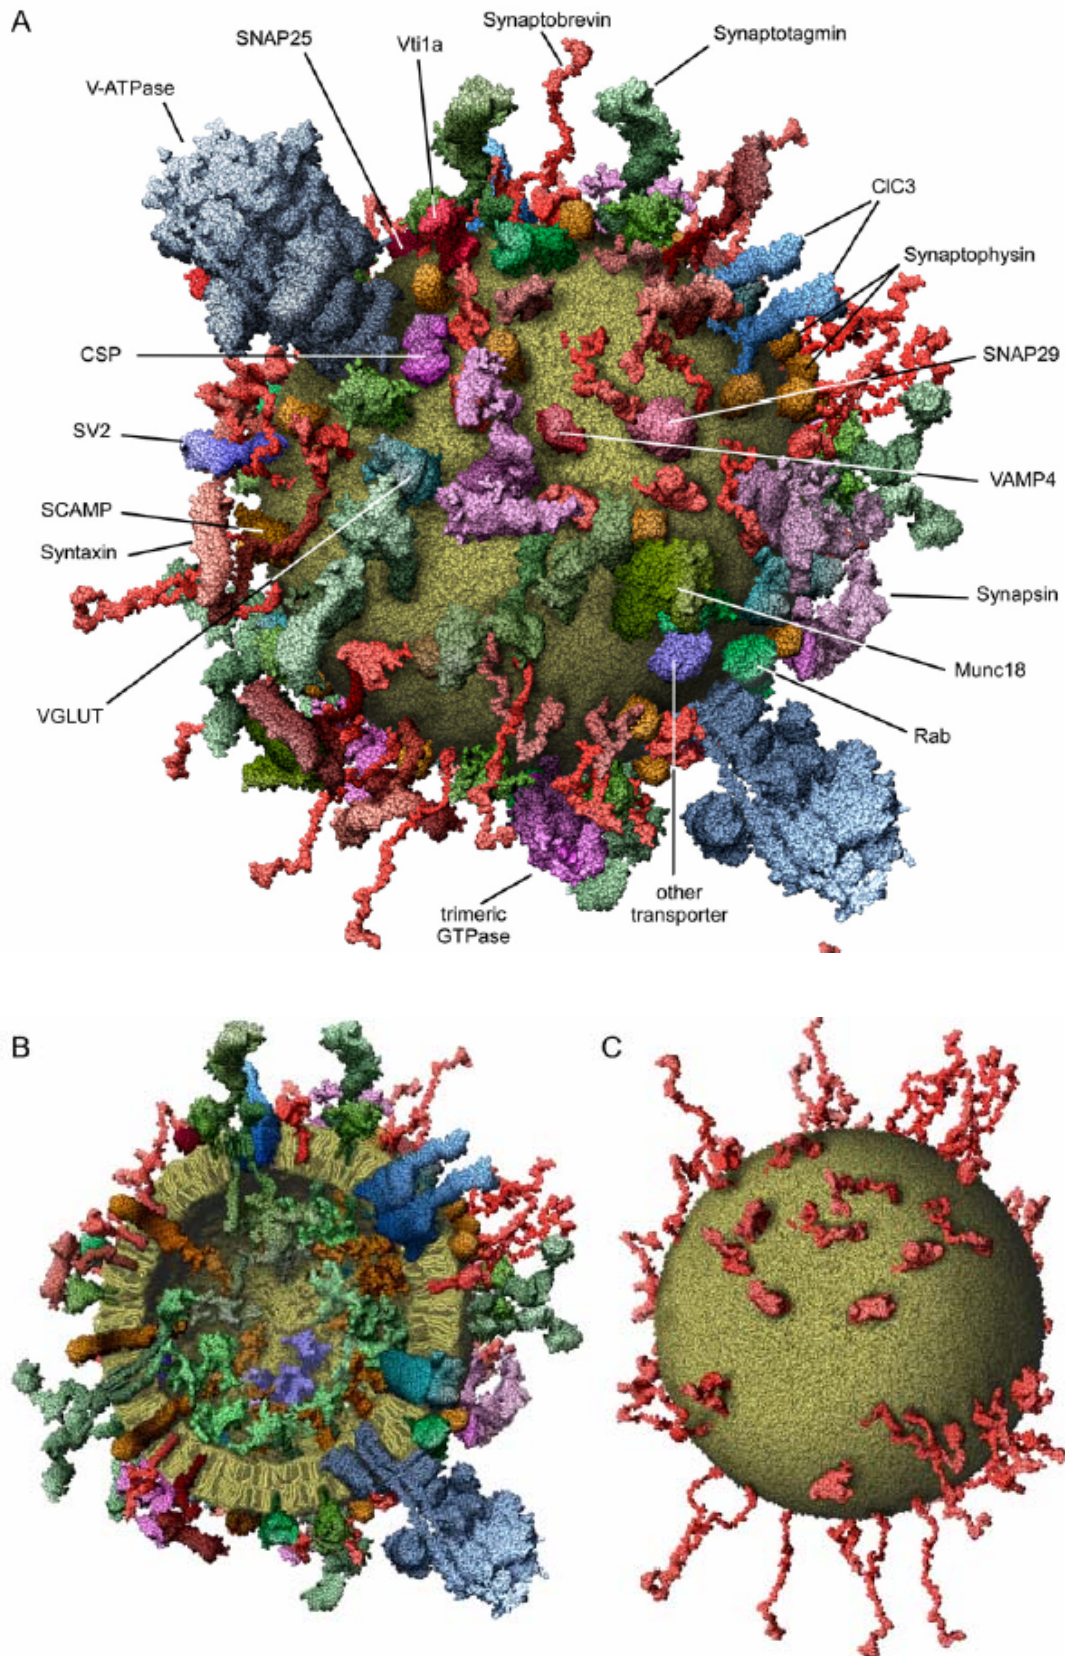 A
Synaptobrevin
SNAP25
Vti1a
Synaptotagmin
V-ATPase
ClC3
Synaptophysin
CSP
SNAP29
SV2
VAMP4
SCAMP
Syntaxin
Synapsin
Munc18
VGLUT
Rab
other
transporter
trimeric
GTPase
B
C